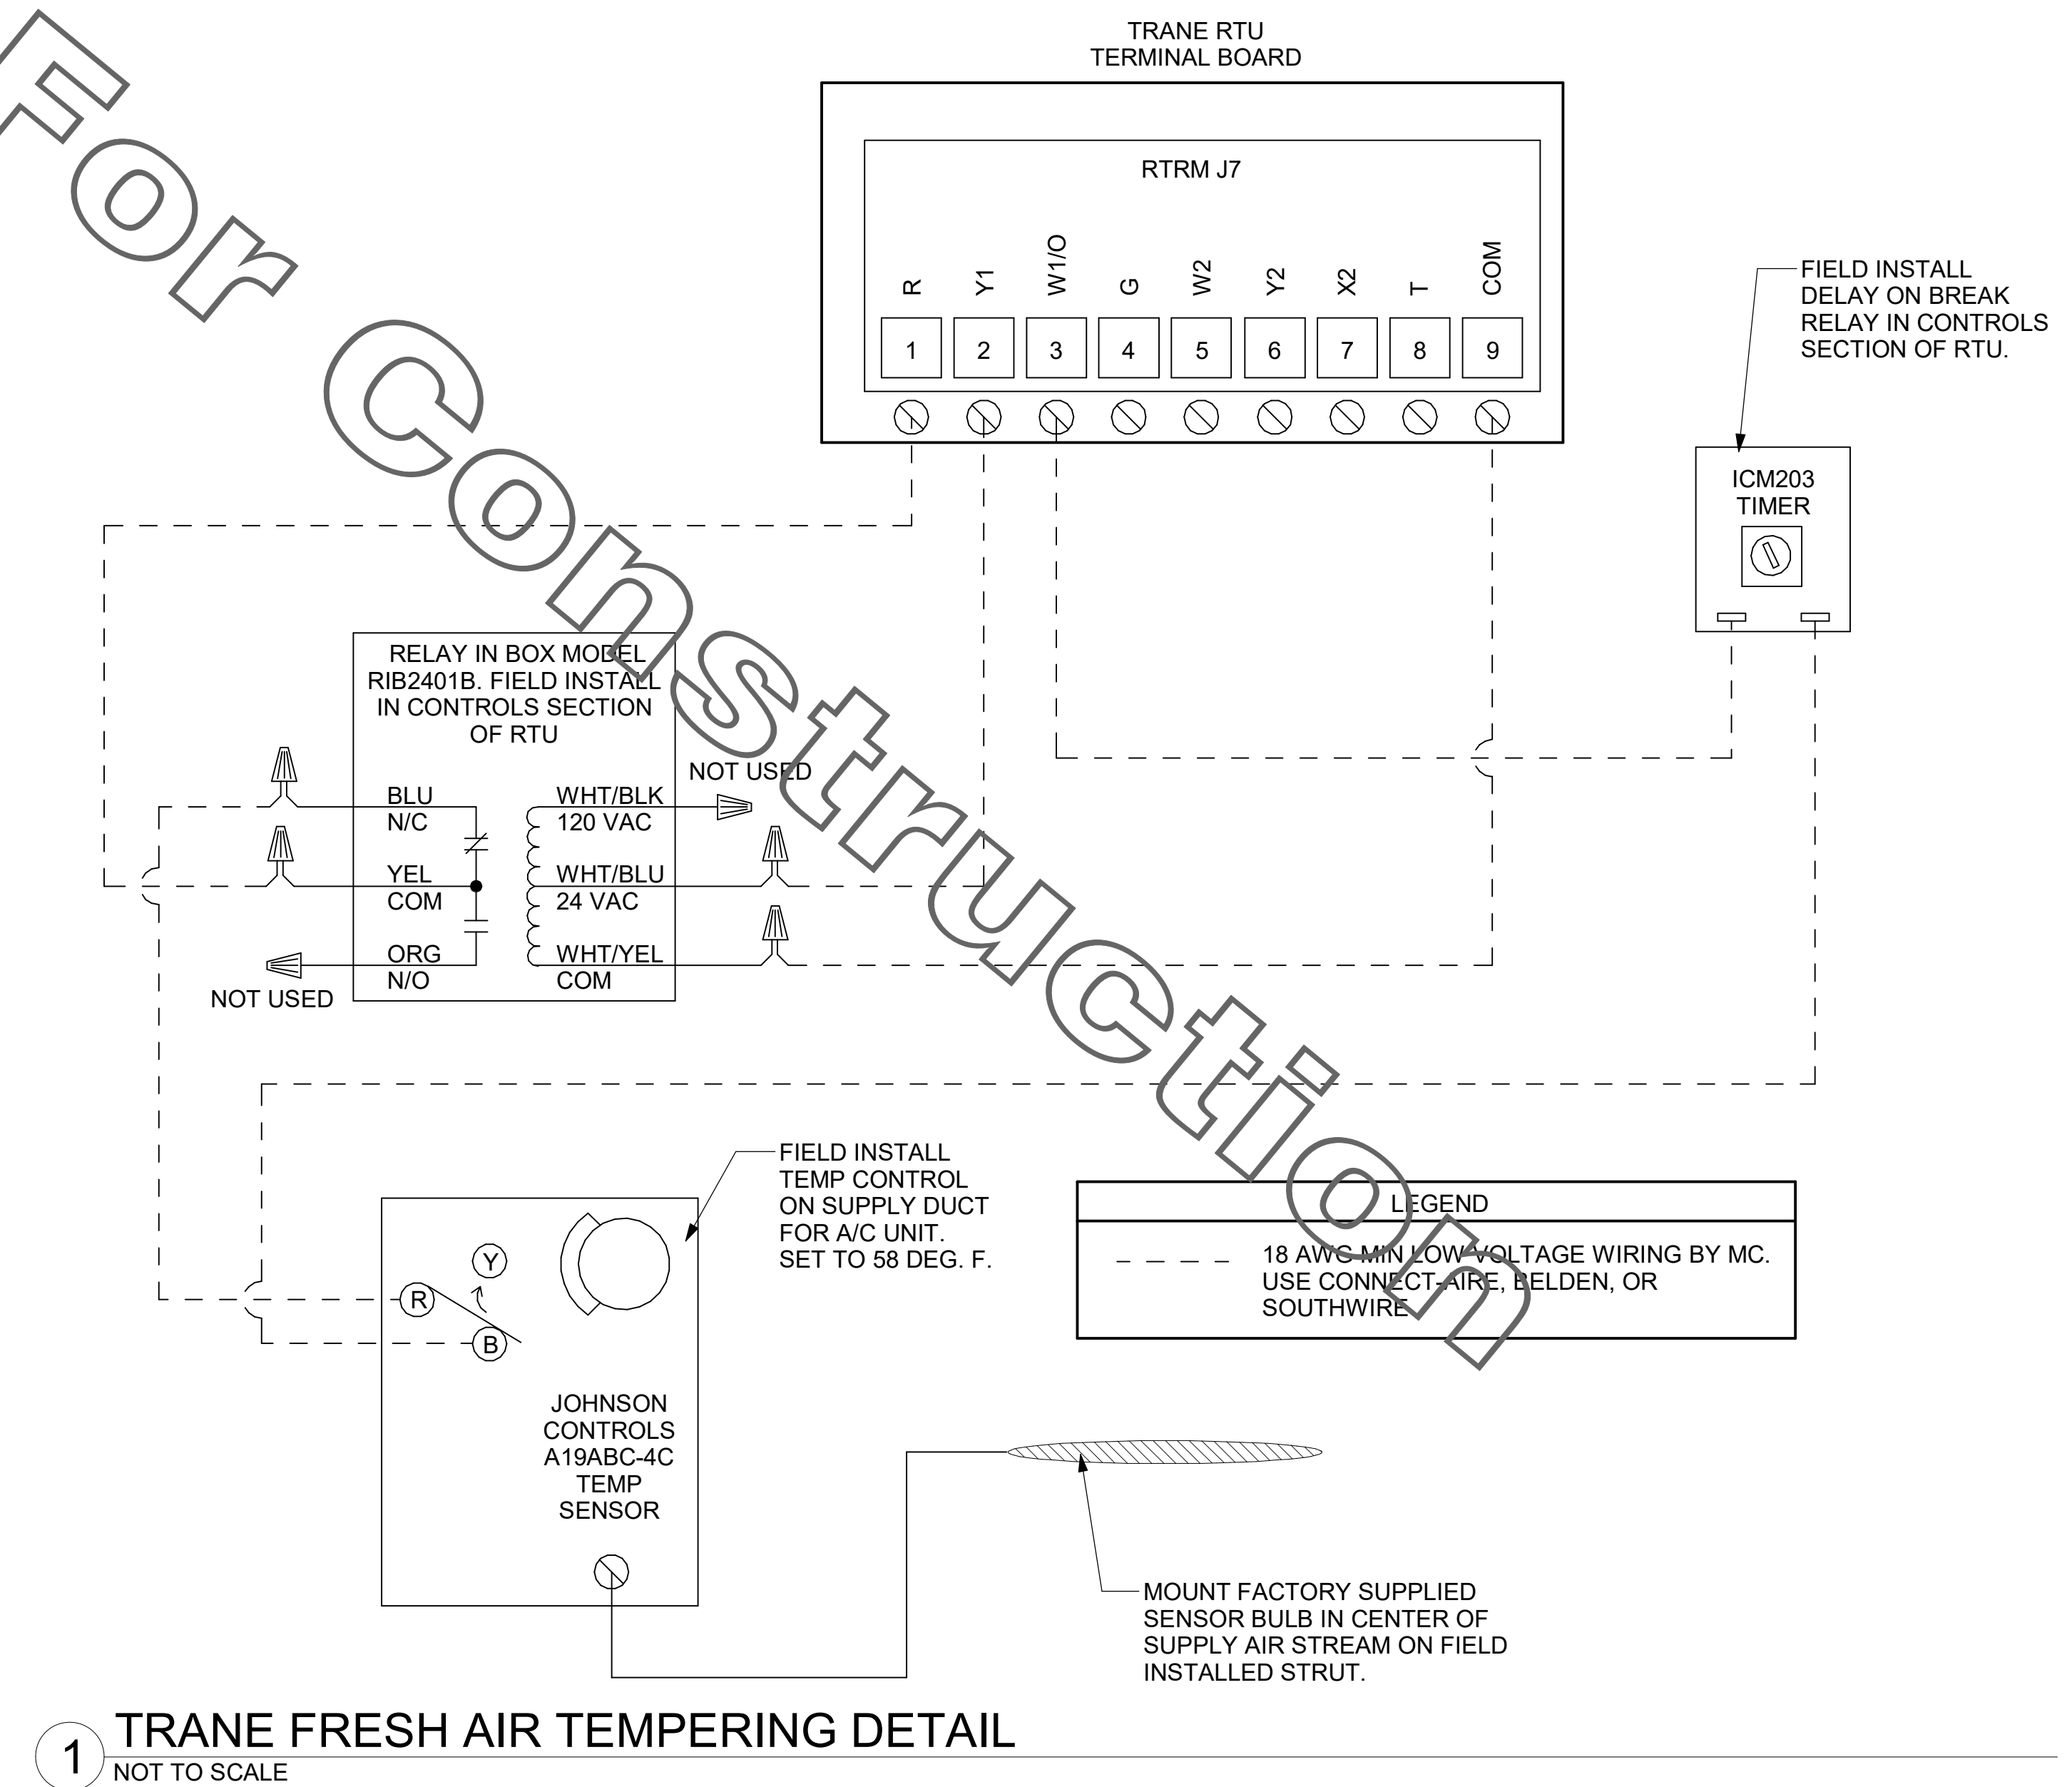 TRANE RTU
TERMINAL BOARD
RTRM J7
R
Y1
W1/O
G
W2
Y2
X2
T
COM
1
2
3
4
5
6
7
8
9
FIELD INSTALL
DELAY ON BREAK
RELAY IN CONTROLS
SECTION OF RTU.
ICM203
TIMER
RELAY IN BOX MODEL
RIB2401B. FIELD INSTALL
IN CONTROLS SECTION
OF RTU
BLU
N/C
YEL
COM
ORG
N/O
WHT/BLK
120 VAC
WHT/BLU
24 VAC
WHT/YEL
COM
NOT USED
NOT USED
FIELD INSTALL
TEMP CONTROL
ON SUPPLY DUCT
FOR A/C UNIT.
SET TO 58 DEG. F.
Y
R
B
JOHNSON
CONTROLS
A19ABC-4C
TEMP
SENSOR
LEGEND
18 AWG MIN LOW VOLTAGE WIRING BY MC.
USE CONNECT-AIRE, BELDEN, OR
SOUTHWIRE
MOUNT FACTORY SUPPLIED
SENSOR BULB IN CENTER OF
SUPPLY AIR STREAM ON FIELD
INSTALLED STRUT.
1
TRANE FRESH AIR TEMPERING DETAIL
NOT TO SCALE
For Construction